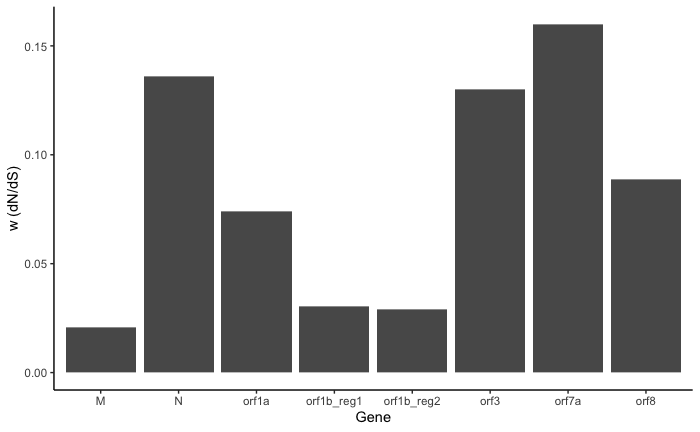 w (dN/dS)
0.15
0.10
0.05
0.00
M N orf1a orf1b_reg1 orf1b_reg2 orf3 orf7a orf8
Gene